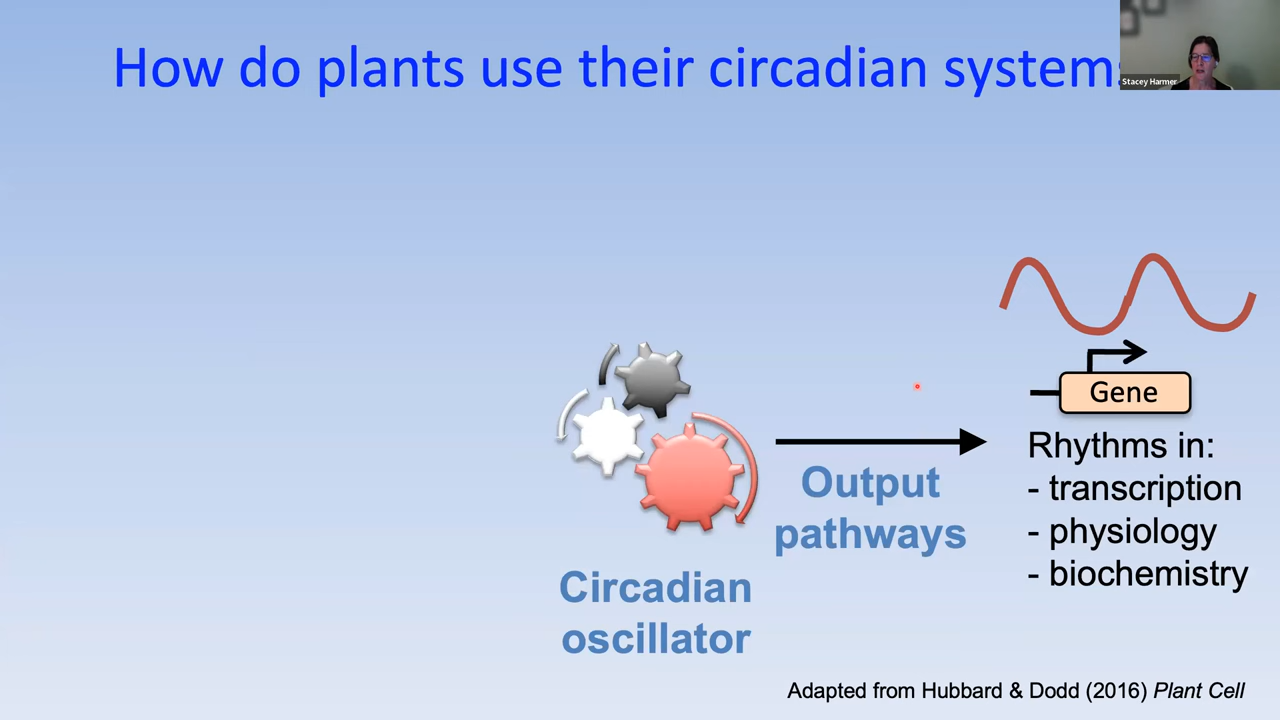 How do plants use their circadian system
Stacey Harmer
Gene
Rhythms in:
- transcription
- physiology
- biochemistry
Output
pathways
Circadian
oscillator
Adapted from Hubbard & Dodd (2016) Plant Cell